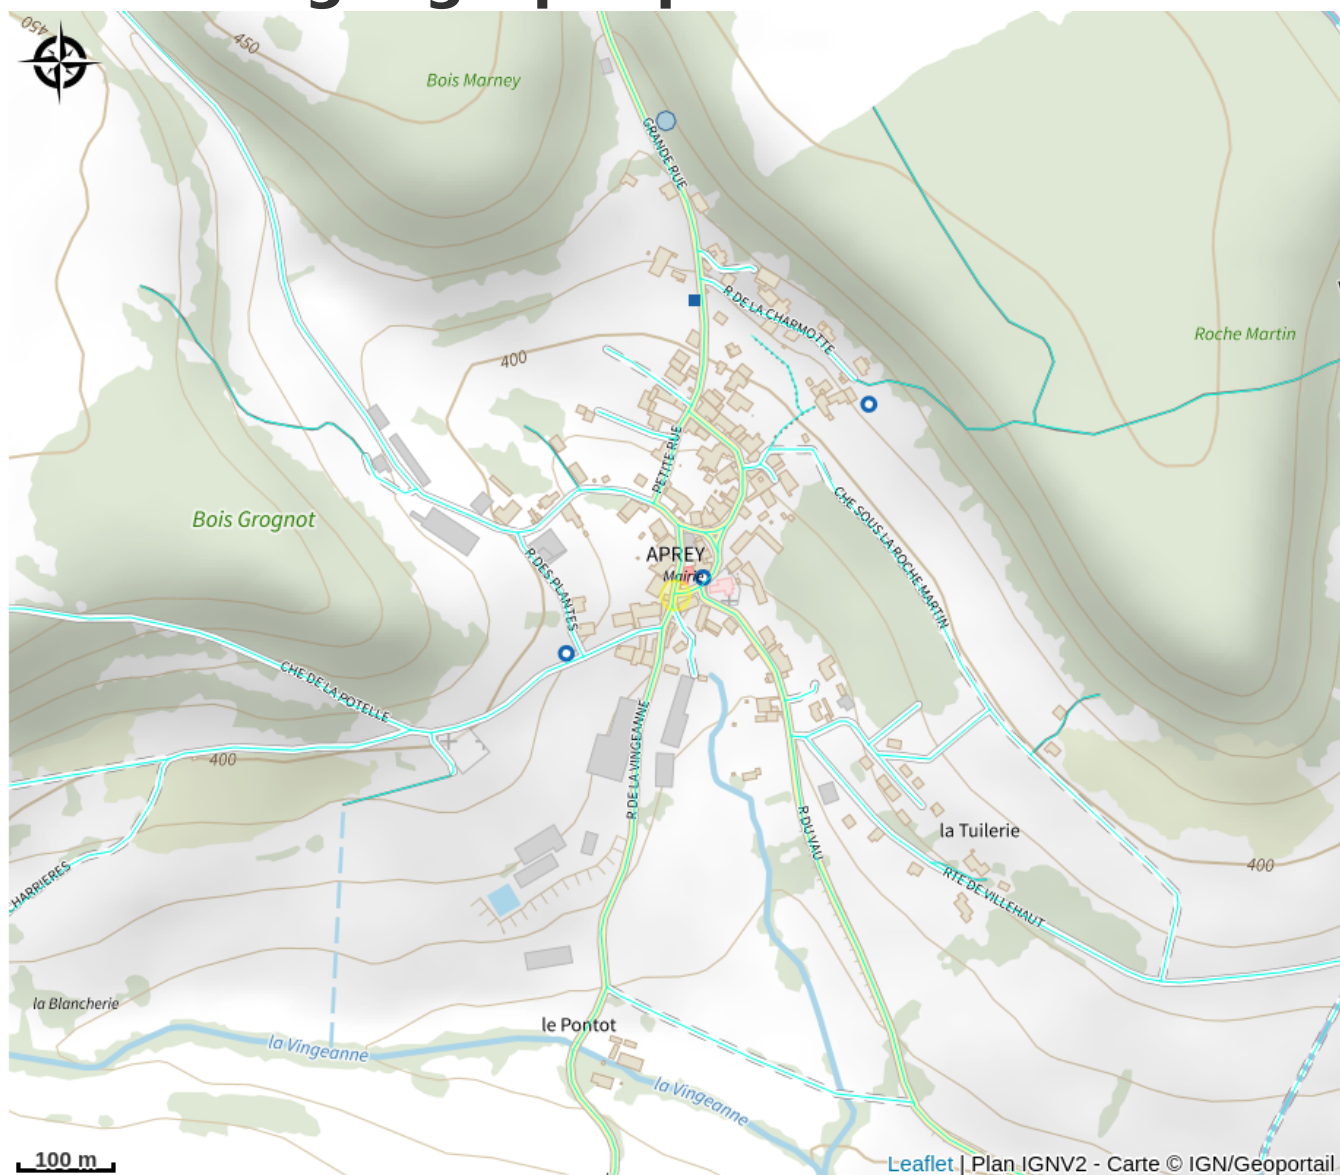 450
450
Bois Marney
GRANDE RUE
R DE LA CHARMOTTE
Roche Martin
400
PETITE RUE
CHE SOUS LA ROCHE MARTIN
Bois Grognot
APREY
Mairie
R DES PLANTES
CHE DE LA POTELLE
400
R DE LA VINGEANNE
R DU VAU
la Tuilerie
400
HARRIERES
RTE DE VILLEHAUT
la Blancherie
le Pontot
la Vingeanne
la Vingeanne
100 m
Leaflet | Plan IGNV2 - Carte © IGN/Geoportail